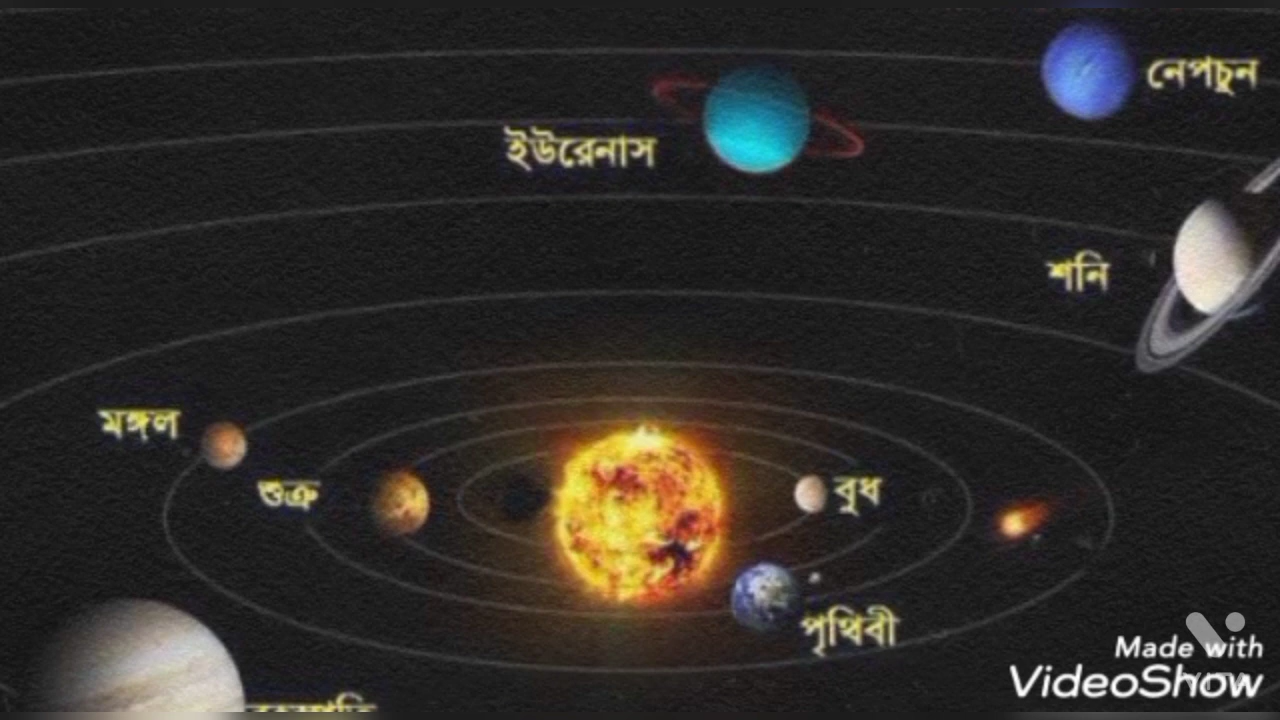 নেপচুন
ইউরেনাস
শনি
মঙ্গল
শুক্র
বুধ
পৃথিবী
Made with
VideoShow